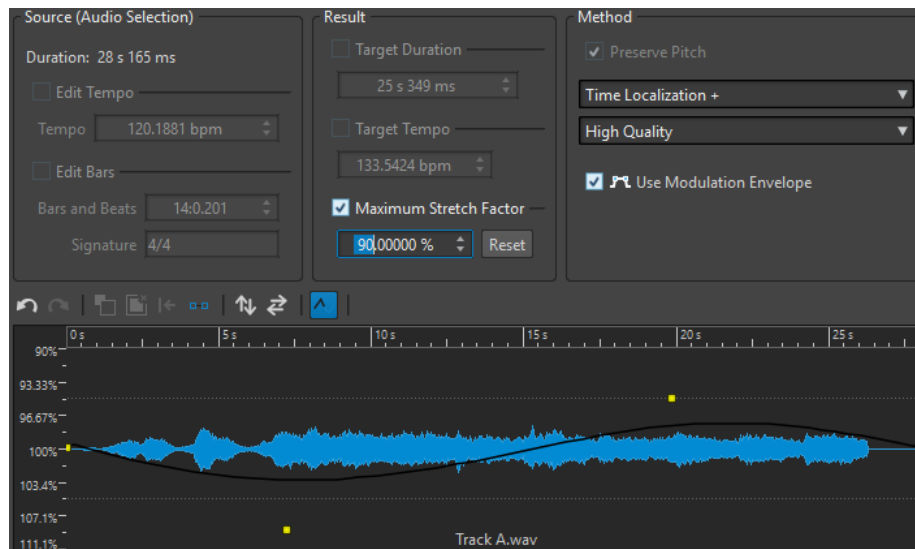 Source (Audio Selection)
Duration: 28 s 165 ms
Edit Tempo
Tempo 120.1881 bpm
Edit Bars
Bars and Beats 14:0.201
Signature 4/4
Result
Target Duration
25 s 349 ms
Target Tempo
133.5424 bpm
Maximum Stretch Factor
90.00000 % Reset
Method
Preserve Pitch
Time Localization +
High Quality
Use Modulation Envelope
0 s 5 s 10 s 15 s 20 s 25 s
90%
93.33%
96.67%
100%
103.4%
107.1%
111.1%
Track A.wav